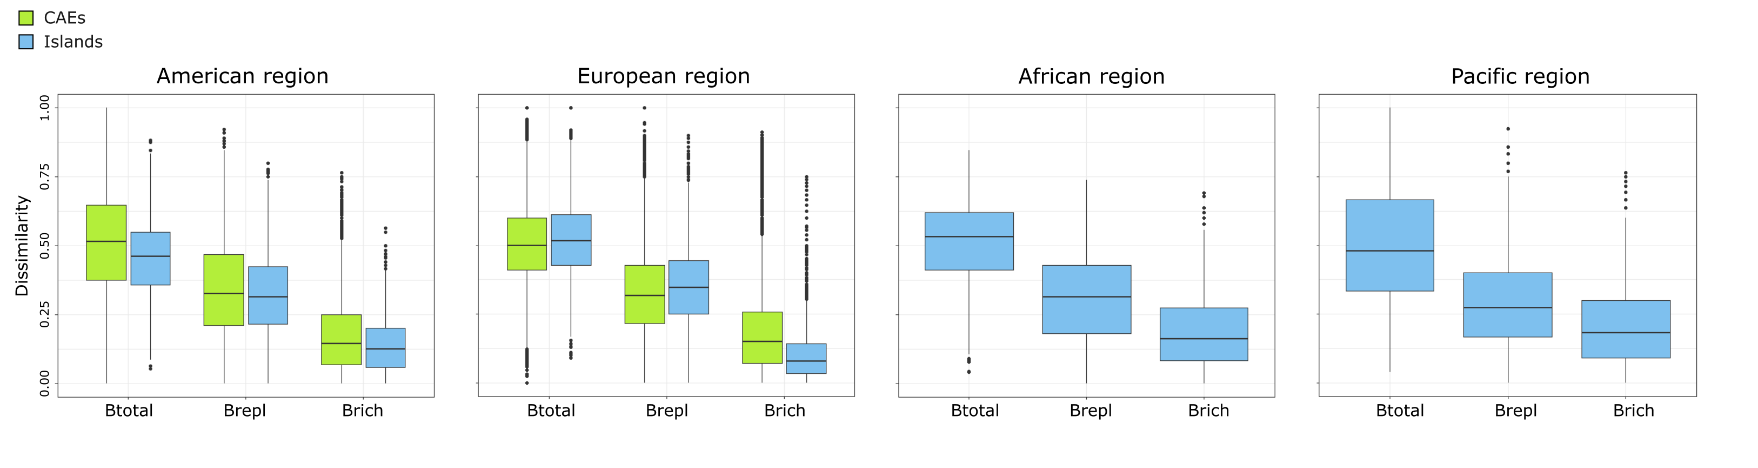 CAEs
Islands
American region
European region
African region
Pacific region
Dissimilarity
1.00
0.75
0.50
0.25
0.00
Btotal Brepl Brich
Btotal Brepl Brich
Btotal Brepl Brich
Btotal Brepl Brich